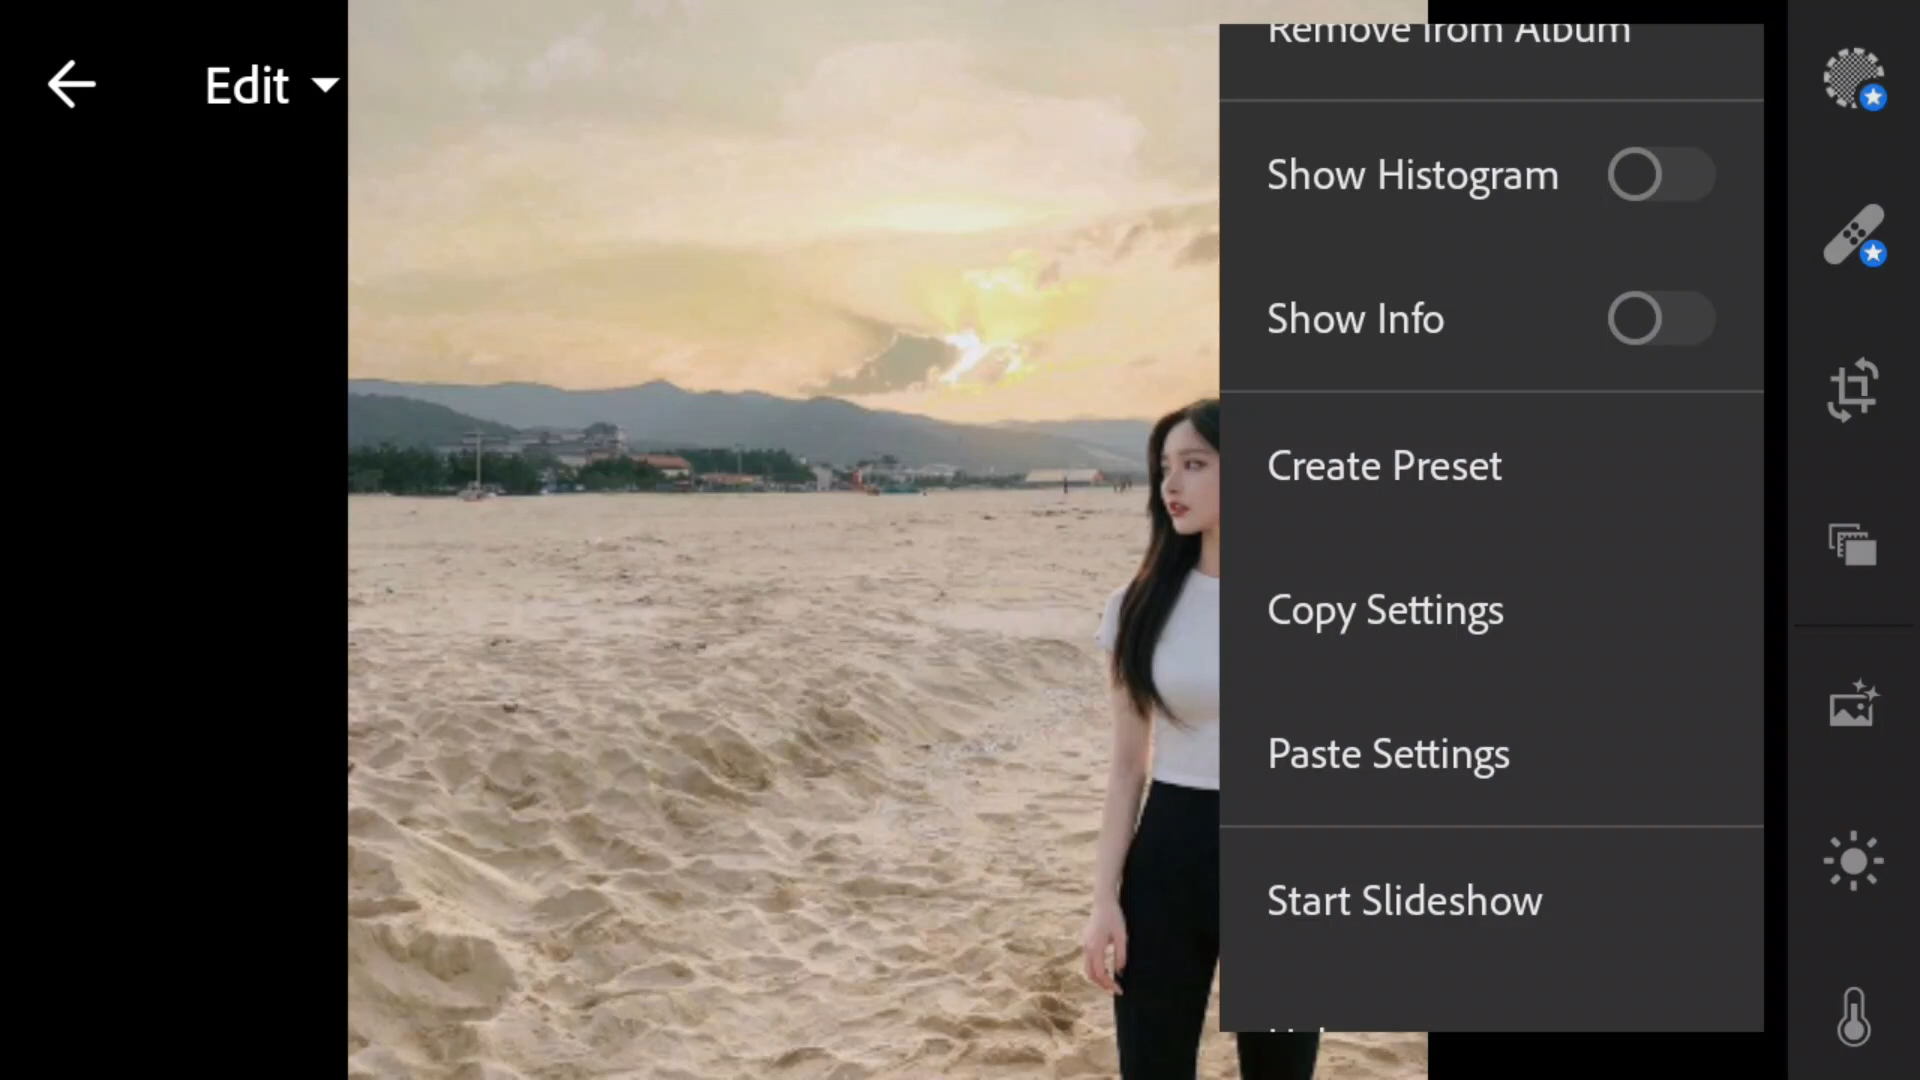 Edit
Remove from Album
Show Histogram
Show Info
Create Preset
Copy Settings
Paste Settings
Start Slideshow